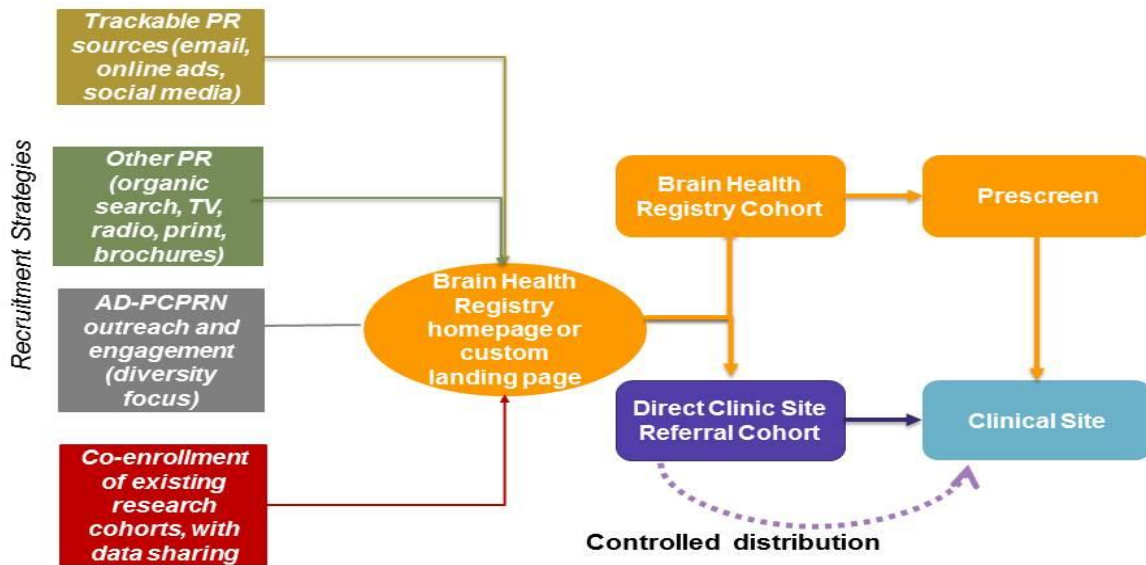 Recruitment Strategies
Trackable PR
sources (email,
online ads,
social media)
Other PR
(organic
search, TV,
radio, print,
brochures)
AD-PCPRN
outreach and
engagement
(diversity
focus)
Co-enrollment
of existing
research
cohorts, with
data sharing
Brain Health
Registry
homepage or
custom
landing page
Brain Health
Registry Cohort
Prescreen
Direct Clinic Site
Referral Cohort
Clinical Site
Controlled distribution